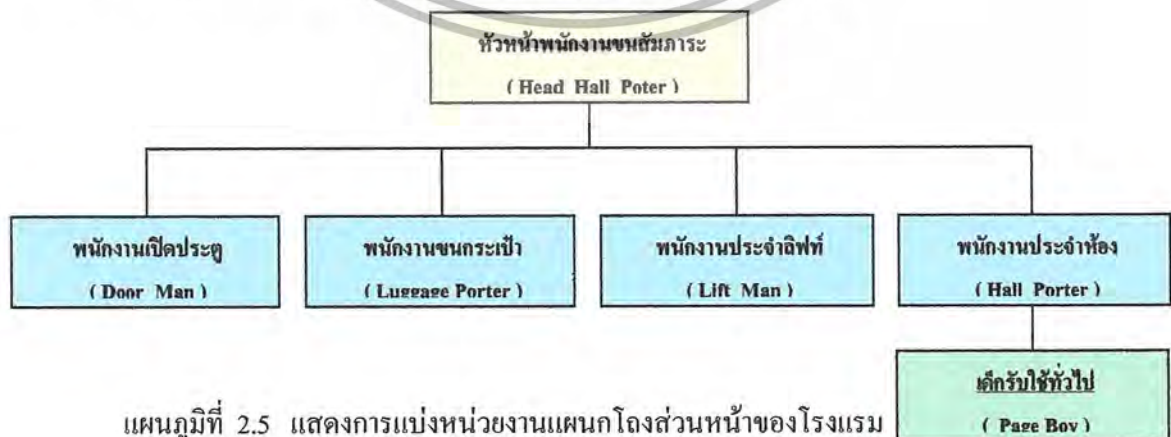 หัวหน้าพนักงานขนสัมภาระ
( Head Hall Poter )
พนักงานเปิดประตู
( Door Man )
พนักงานขนกระเป๋า
( Luggage Porter )
พนักงานประจำลิฟท์
( Lift Man )
พนักงานประจำห้อง
( Hall Porter )
เด็กรับใช้ทั่วไป
( Page Boy )
แผนภูมิที่ 2.5 แสดงการแบ่งหน่วยงานแผนกโถงส่วนหน้าของโรงแรม